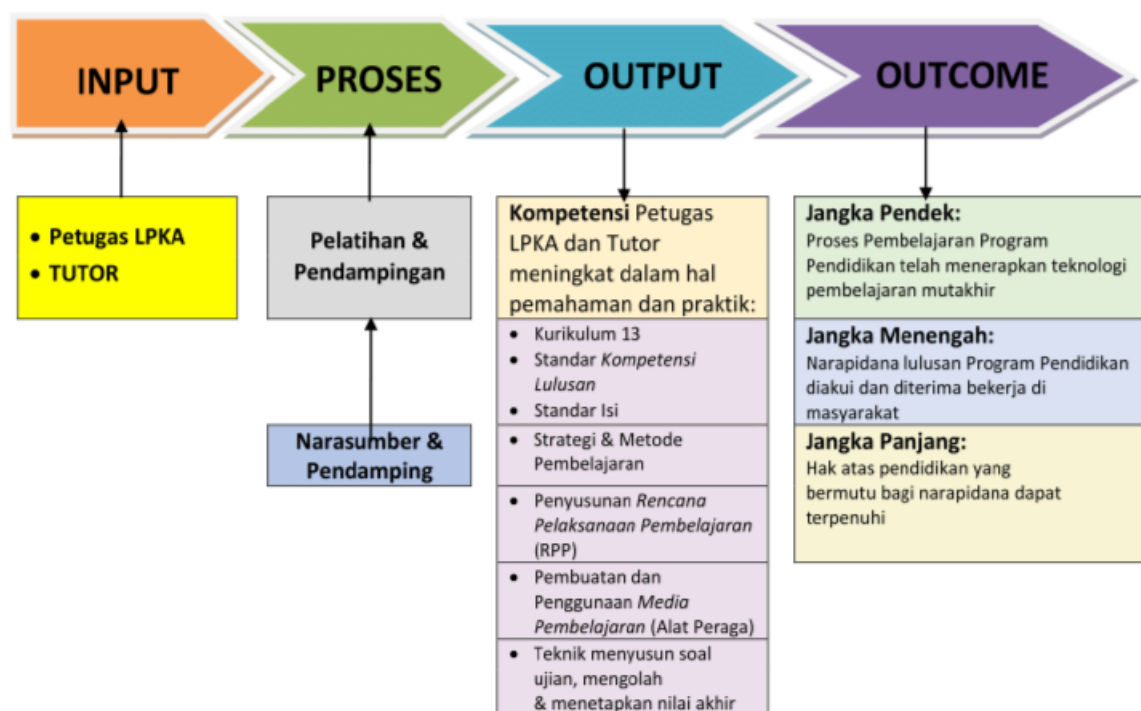 INPUT
PROSES
OUTPUT
OUTCOME
• Petugas LPKA
• TUTOR
Pelatihan &
Pendampingan
Narasumber &
Pendamping
Kompetensi Petugas
LPKA dan Tutor
meningkat dalam hal
pemahaman dan praktik:
• Kurikulum 13
• Standar Kompetensi
Lulusan
• Standar Isi
• Strategi & Metode
Pembelajaran
• Penyusunan Rencana
Pelaksanaan Pembelajaran
(RPP)
• Pembuatan dan
Penggunaan Media
Pembelajaran (Alat Peraga)
• Teknik menyusun soal
ujian, mengolah
& menetapkan nilai akhir
Jangka Pendek:
Proses Pembelajaran Program
Pendidikan telah menerapkan teknologi
pembelajaran mutakhir
Jangka Menengah:
Narapidana lulusan Program Pendidikan
diakui dan diterima bekerja di
masyarakat
Jangka Panjang:
Hak atas pendidikan yang
bermutu bagi narapidana dapat
terpenuhi